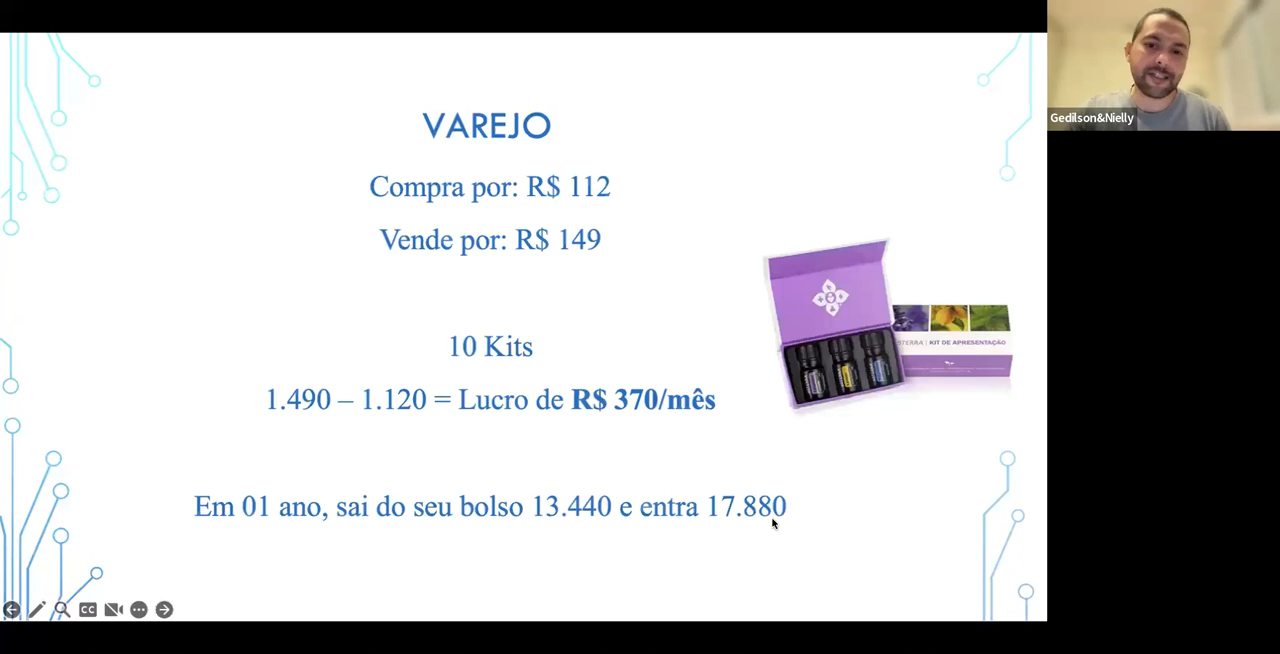 VAREJO
Compra por: R$ 112
Vende por: R$ 149
10 Kits
1.490 – 1.120 = Lucro de R$ 370/mês
Em 01 ano, sai do seu bolso 13.440 e entra 17.880
KIT DE APRESENTAÇÃO
Gedilson&Nielly
CC